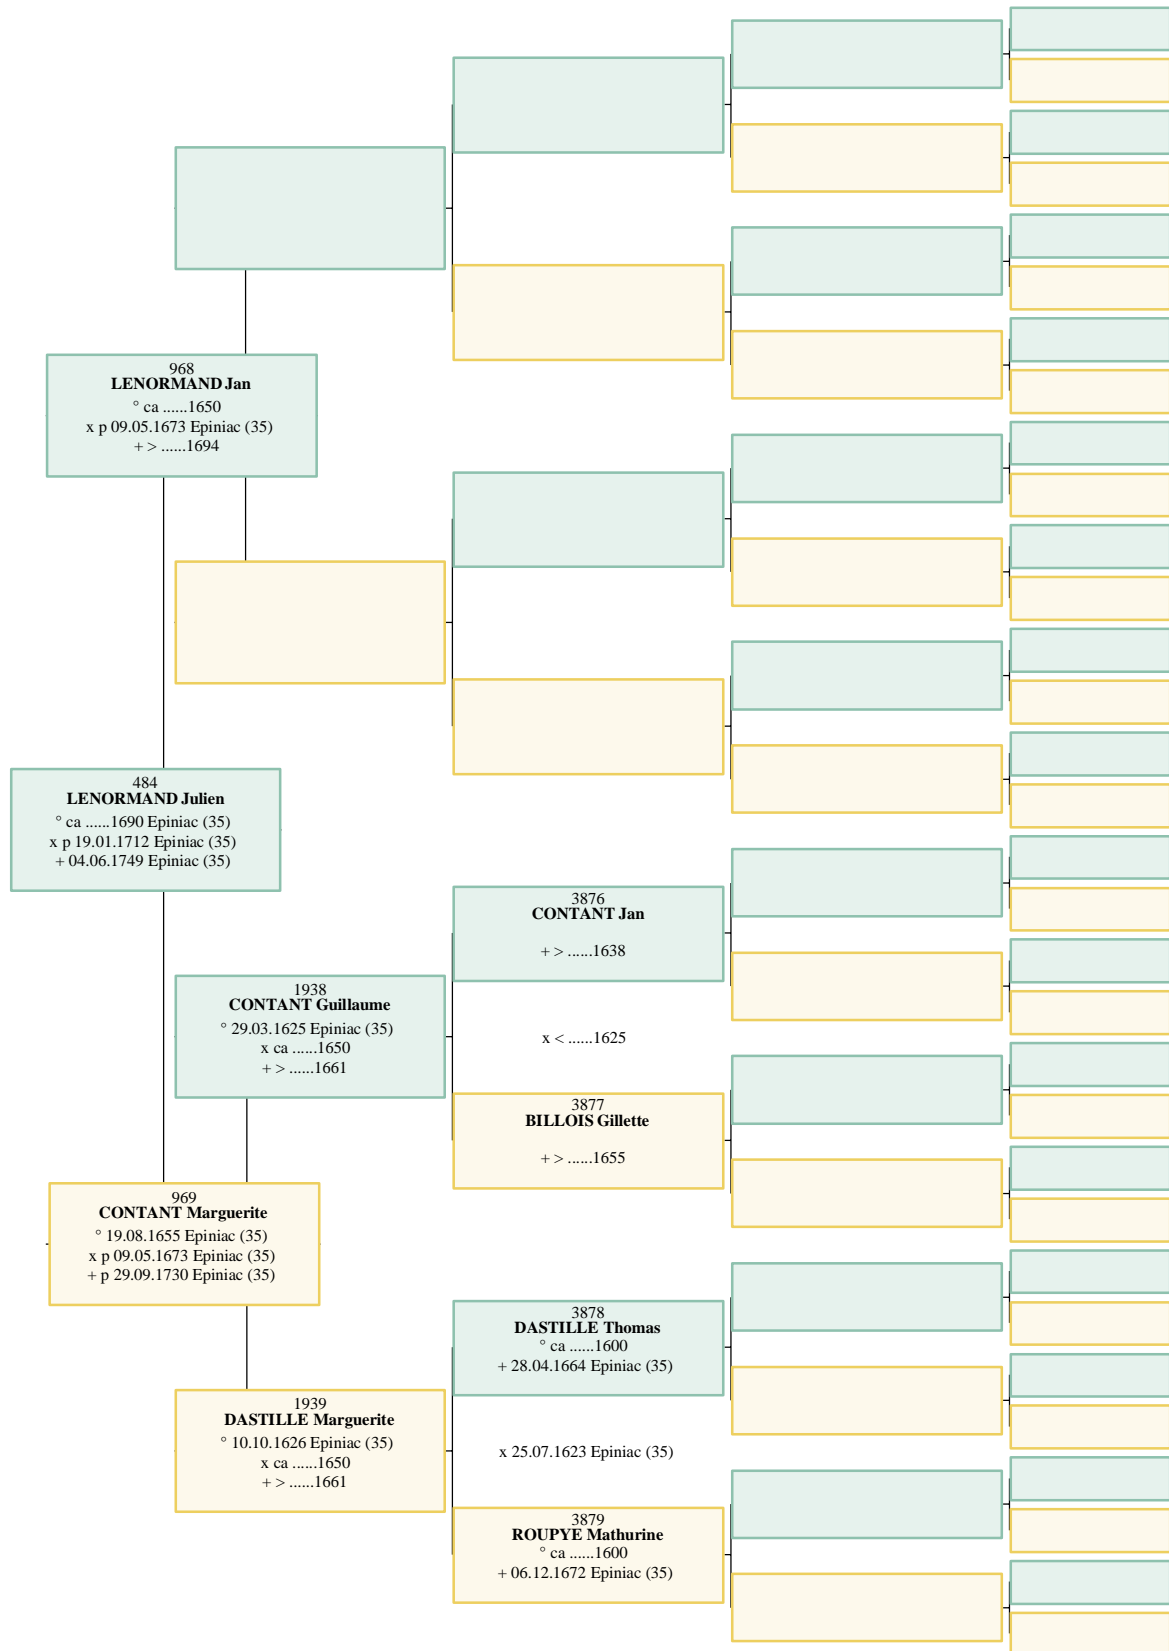 968
LENORMAND Jan
° ca ......1650
x p 09.05.1673 Epiniac (35)
+ > ......1694
484
LENORMAND Julien
° ca ......1690 Epiniac (35)
x p 19.01.1712 Epiniac (35)
+ 04.06.1749 Epiniac (35)
3876
CONTANT Jan
+ > ......1638
1938
CONTANT Guillaume
° 29.03.1625 Epiniac (35)
x ca ......1650
+ > ......1661
x < ......1625
3877
BILLOIS Gillette
+ > ......1655
969
CONTANT Marguerite
° 19.08.1655 Epiniac (35)
x p 09.05.1673 Epiniac (35)
+ p 29.09.1730 Epiniac (35)
3878
DASTILLE Thomas
° ca ......1600
+ 28.04.1664 Epiniac (35)
1939
DASTILLE Marguerite
° 10.10.1626 Epiniac (35)
x ca ......1650
+ > ......1661
x 25.07.1623 Epiniac (35)
3879
ROUPYE Mathurine
° ca ......1600
+ 06.12.1672 Epiniac (35)